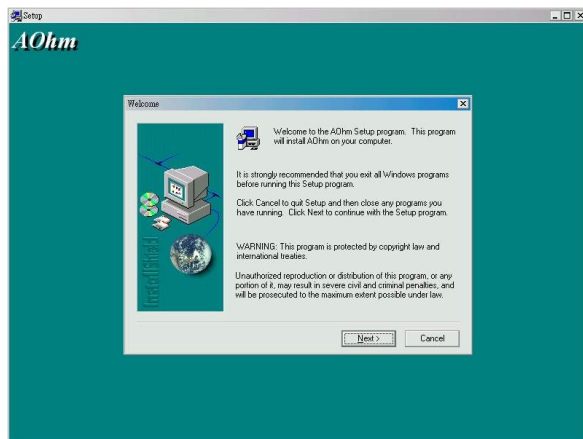 Setup
AOhm
Welcome
Welcome to the AOhm Setup program. This program
will install AOhm on your computer.
It is strongly recommended that you exit all Windows programs
before running this Setup program.
Click Cancel to quit Setup and then close any programs you
have running. Click Next to continue with the Setup program.
WARNING: This program is protected by copyright law and
international treaties.
Unauthorized reproduction or distribution of this program, or any
portion of it, may result in severe civil and criminal penalties, and
will be prosecuted to the maximum extent possible under law.
InstallShield
Next >
Cancel